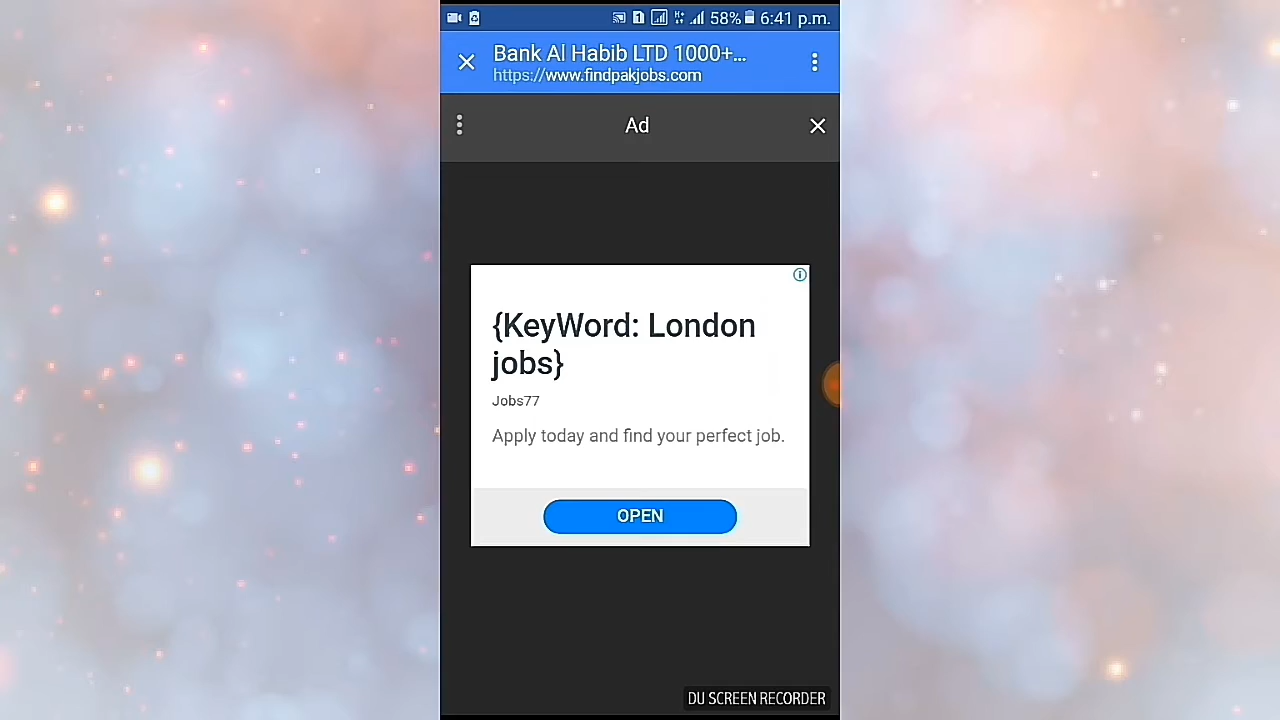 58% 6:41 p.m.
Bank Al Habib LTD 1000+...
https://www.findpakjobs.com
Ad
{KeyWord: London
jobs}
Jobs77
Apply today and find your perfect job.
OPEN
DU SCREEN RECORDER